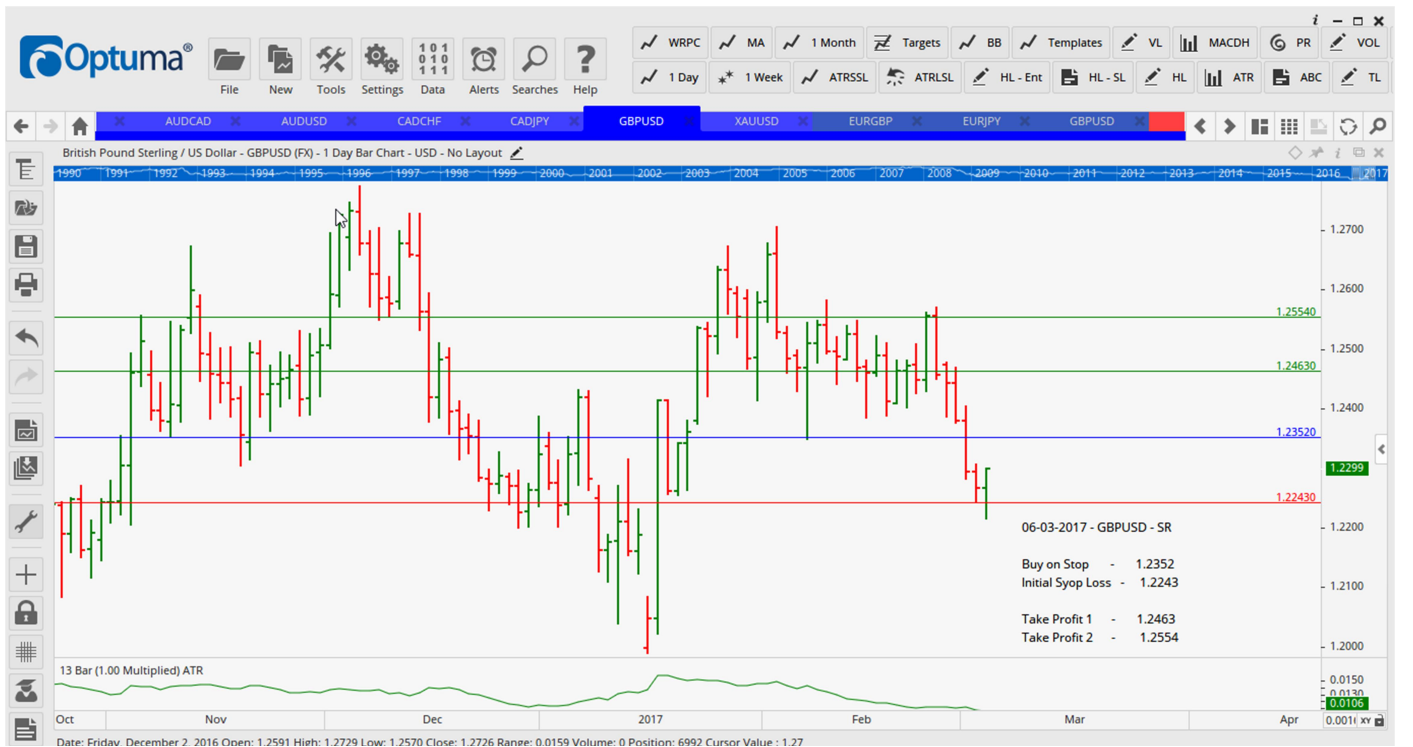 i
Optuma®
WRPC MA 1 Month Targets BB Templates VL MACDH PR VOL
1 Day 1 Week ATRSSL ATRLSL HL - Ent HL - SL HL ATR ABC TL
101
010
111
File New Tools Settings Data Alerts Searches Help
AUDCAD AUDUSD CADCHF CADJPY GBPUSD XAUUSD EURGBP EURJPY GBPUSD
British Pound Sterling / US Dollar - GBPUSD (FX) - 1 Day Bar Chart - USD - No Layout
1990 1991 1992 1993 1994 1995 1996 1997 1998 1999 2000 2001 2002 2003 2004 2005 2006 2007 2008 2009 2010 2011 2012 2013 2014 2015 2016 2017
1.2700
1.2600
1.25540
1.2500
1.24630
1.2400
1.23520
1.2299
1.22430
1.2200
06-03-2017 - GBPUSD - SR
Buy on Stop - 1.2352
Initial Syop Loss - 1.2243
1.2100
Take Profit 1 - 1.2463
Take Profit 2 - 1.2554
1.2000
13 Bar (1.00 Multiplied) ATR
0.0150
0.0130
0.0106
Oct Nov Dec 2017 Feb Mar Apr XY
Date: Friday, December 2, 2016 Open: 1.2591 High: 1.2729 Low: 1.2570 Close: 1.2726 Range: 0.0159 Volume: 0 Position: 6992 Cursor Value : 1.27